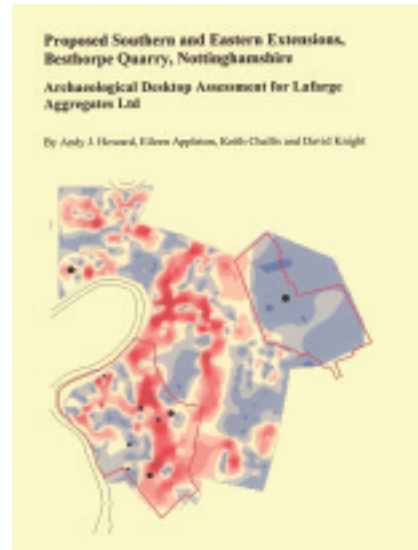 Proposed Southern and Eastern Extensions,
Besthorpe Quarry, Nottinghamshire
Archaeological Desktop Assessment for Lafarge
Aggregates Ltd
By Andy J. Howard, Eileen Appleton, Keith Challis and David Knight